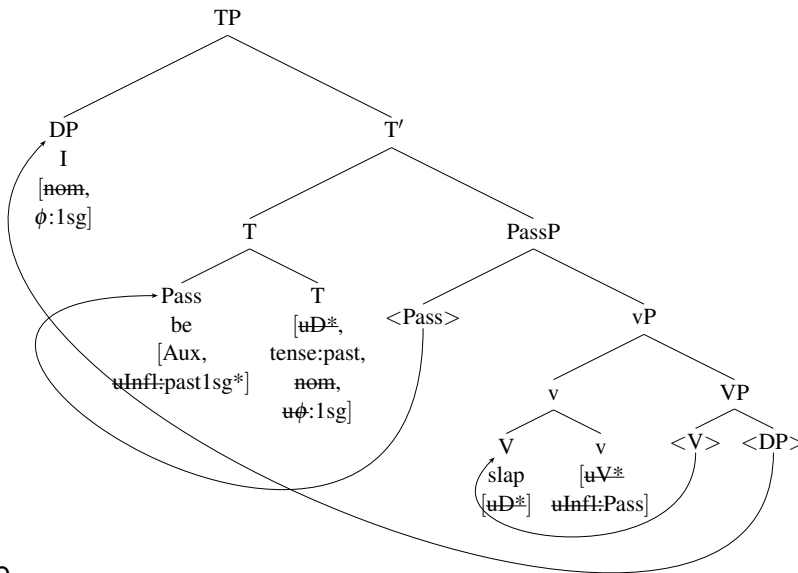 TP
DP T′
I
[nom,
ϕ:1sg]
T PassP
Pass T <Pass> vP
be [uD*,
[Aux, tense:past,
uInfl:past1sg*] nom,
uϕ:1sg]
v VP
V v <V> <DP>
slap [uV*
[uD*] uInfl:Pass]